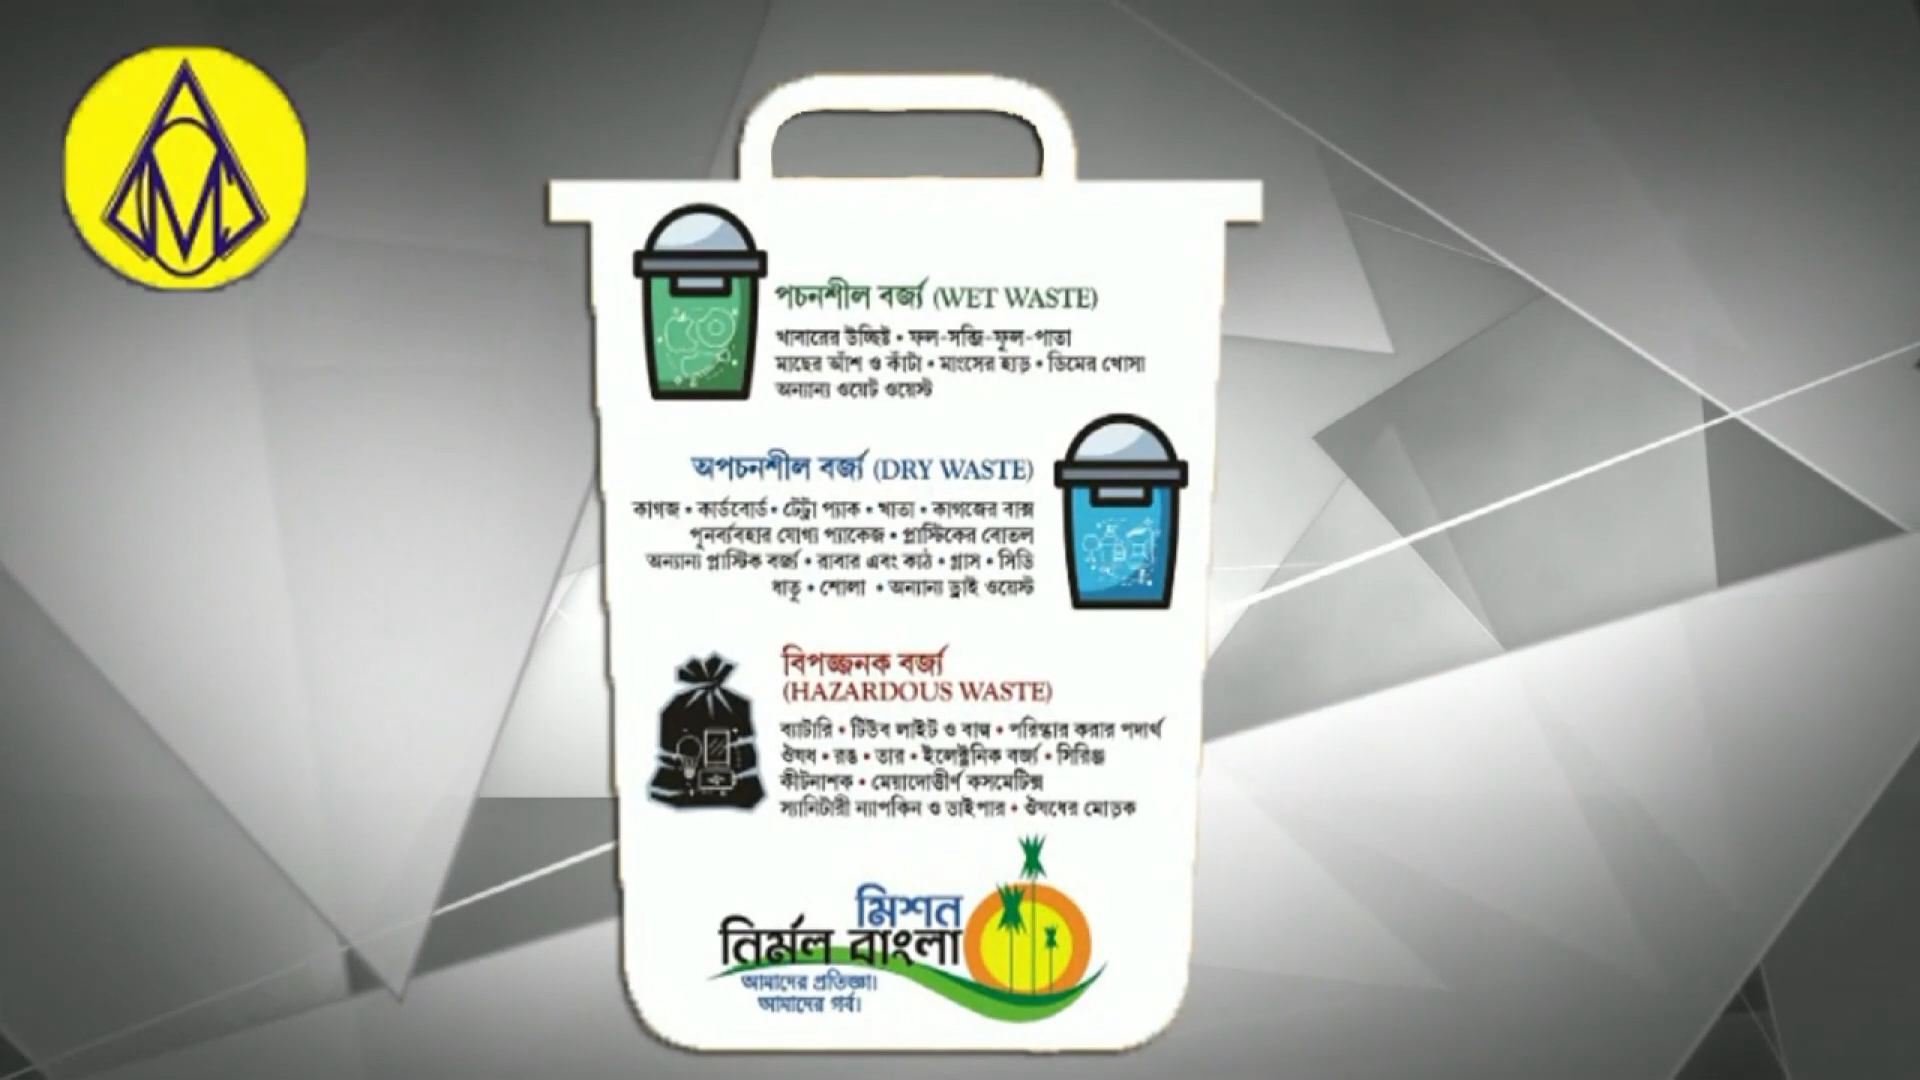 পচনশীল বর্জ্য (WET WASTE)
খাবারের উচ্ছিষ্ট • ফল-সব্জি-ফুল-পাতা
মাছের আঁশ ও কাঁটা • মাংসের হাড় • ডিমের খোসা
অন্যান্য ওয়েট ওয়েস্ট
অপচনশীল বর্জ্য (DRY WASTE)
কাগজ • কার্ডবোর্ড • টেট্রা প্যাক • খাতা • কাগজের বাক্স
পুনর্ব্যবহার যোগ্য প্যাকেজ • প্লাস্টিকের বোতল
অন্যান্য প্লাস্টিক বর্জ্য • রাবার এবং কাঠ • গ্লাস • সিডি
ধাতু • শোলা • অন্যান্য ড্রাই ওয়েস্ট
বিপজ্জনক বর্জ্য
(HAZARDOUS WASTE)
ব্যাটারি • টিউব লাইট ও বাল্ব • পরিস্কার করার পদার্থ
ঔষধ • রঙ • তার • ইলেক্ট্রনিক বর্জ্য • সিরিঞ্জ
কীটনাশক • মেয়াদোত্তীর্ণ কসমেটিক্স
স্যানিটারী ন্যাপকিন ও ডাইপার • ঔষধের মোড়ক
মিশন
নির্মল বাংলা
আমাদের প্রতিজ্ঞা।
আমাদের গর্ব।